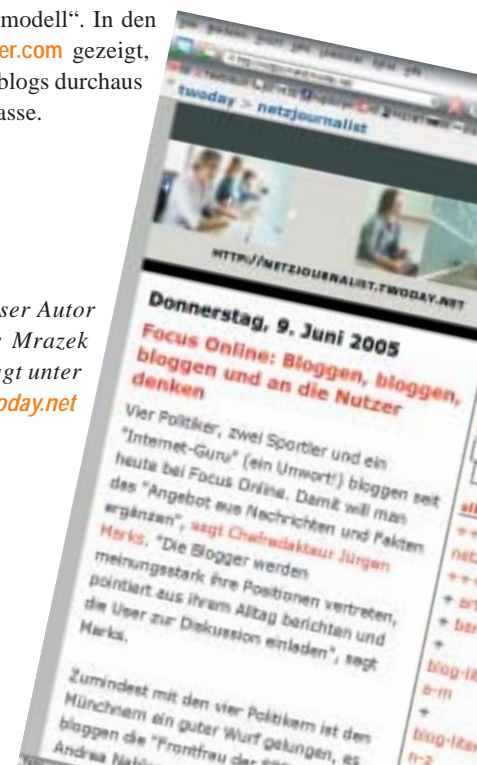 modell“. In den
er.com gezeigt,
blogs durchaus
asse.
ser Autor
Mrazek
gt unter
oday.net
twoday > netzjournalist
HTTP://NETZJOURNALIST.TWODAY.NET
Donnerstag, 9. Juni 2005
Focus Online: Bloggen, bloggen,
bloggen und an die Nutzer
denken
Vier Politiker, zwei Sportler und ein
"Internet-Guru" (ein Unwort!) bloggen seit
heute bei Focus Online. Damit will man
das "Angebot aus Nachrichten und Fakten
ergänzen", sagt Chefredakteur Jürgen
Marks. "Die Blogger werden
meinungsstark ihre Positionen vertreten,
pointiert aus ihrem Alltag berichten und
die User zur Diskussion einladen", sagt
Marks.
Zumindest mit den vier Politikern ist den
Münchnern ein guter Wurf gelungen, es
bloggen die "Frontfrau der
Andrea